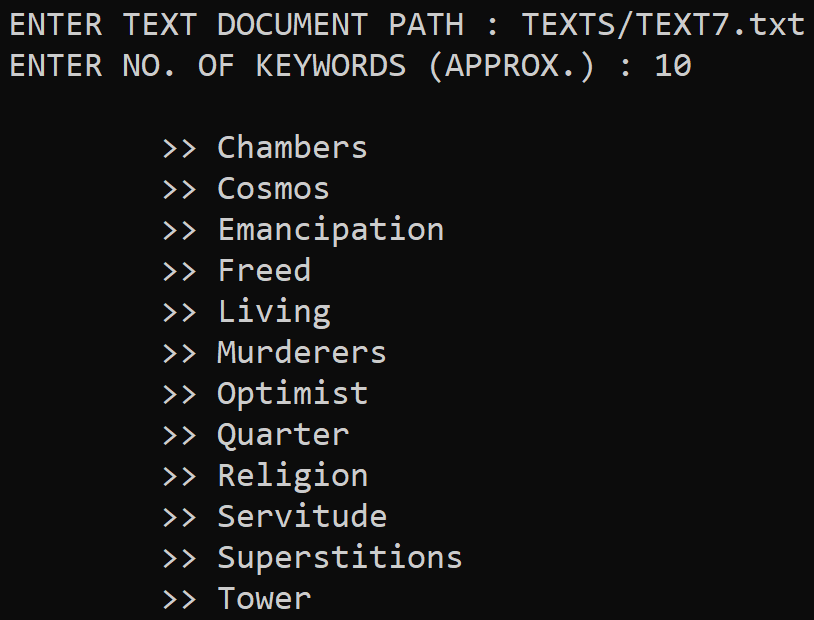 ENTER TEXT DOCUMENT PATH : TEXTS/TEXT7.txt
ENTER NO. OF KEYWORDS (APPROX.) : 10
>> Chambers
>> Cosmos
>> Emancipation
>> Freed
>> Living
>> Murderers
>> Optimist
>> Quarter
>> Religion
>> Servitude
>> Superstitions
>> Tower